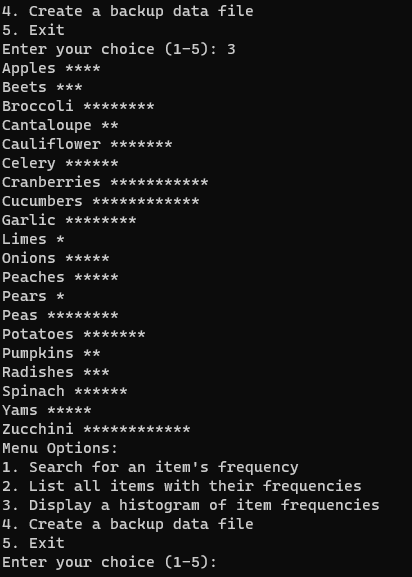 4. Create a backup data file
5. Exit
Enter your choice (1-5): 3
Apples ****
Beets ***
Broccoli ********
Cantaloupe **
Cauliflower *******
Celery ******
Cranberries ***********
Cucumbers ************
Garlic ********
Limes *
Onions *****
Peaches *****
Pears *
Peas ********
Potatoes *******
Pumpkins **
Radishes ***
Spinach ******
Yams *****
Zucchini ************
Menu Options:
1. Search for an item's frequency
2. List all items with their frequencies
3. Display a histogram of item frequencies
4. Create a backup data file
5. Exit
Enter your choice (1-5):